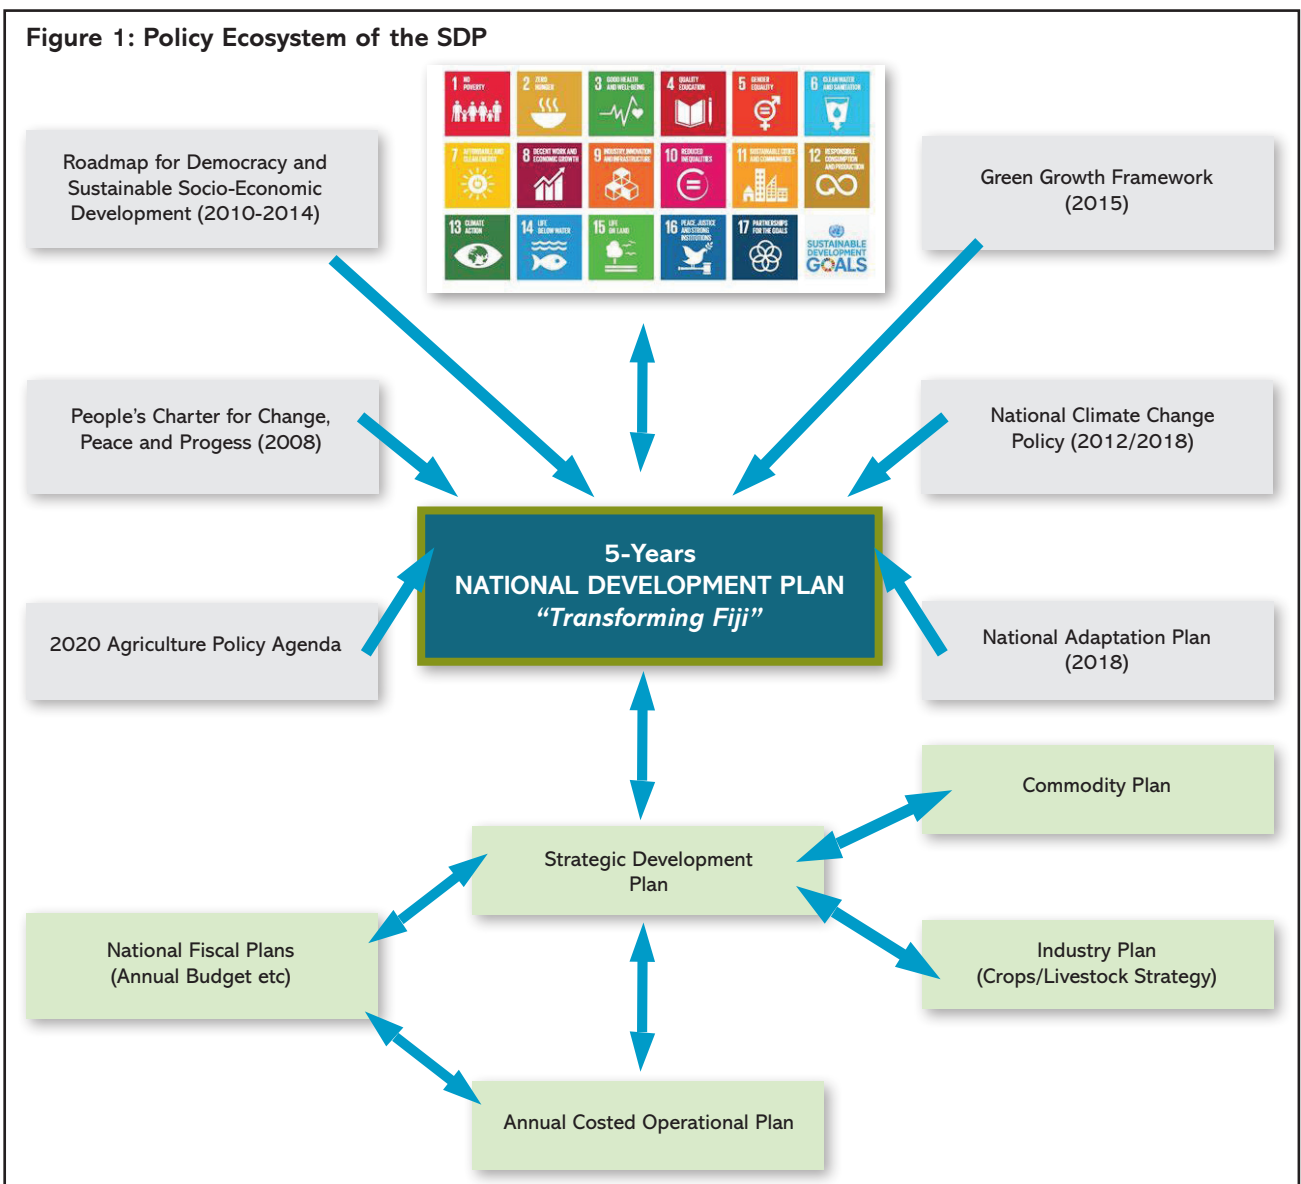 Figure 1: Policy Ecosystem of the SDP
1 NO
POVERTY
2 ZERO
HUNGER
3 GOOD HEALTH
AND WELL-BEING
4 QUALITY
EDUCATION
5 GENDER
EQUALITY
6 CLEAN WATER
AND SANITATION
7 AFFORDABLE AND
CLEAN ENERGY
8 DECENT WORK AND
ECONOMIC GROWTH
9 INDUSTRY, INNOVATION
AND INFRASTRUCTURE
10 REDUCED
INEQUALITIES
11 SUSTAINABLE CITIES
AND COMMUNITIES
12 RESPONSIBLE
CONSUMPTION
AND PRODUCTION
13 CLIMATE
ACTION
14 LIFE
BELOW WATER
15 LIFE
ON LAND
16 PEACE, JUSTICE
AND STRONG
INSTITUTIONS
17 PARTNERSHIPS
FOR THE GOALS
SUSTAINABLE
DEVELOPMENT
GOALS
Roadmap for Democracy and
Sustainable Socio-Economic
Development (2010-2014)
Green Growth Framework
(2015)
People's Charter for Change,
Peace and Progess (2008)
National Climate Change
Policy (2012/2018)
5-Years
NATIONAL DEVELOPMENT PLAN
“Transforming Fiji”
2020 Agriculture Policy Agenda
National Adaptation Plan
(2018)
Commodity Plan
Strategic Development
Plan
National Fiscal Plans
(Annual Budget etc)
Industry Plan
(Crops/Livestock Strategy)
Annual Costed Operational Plan